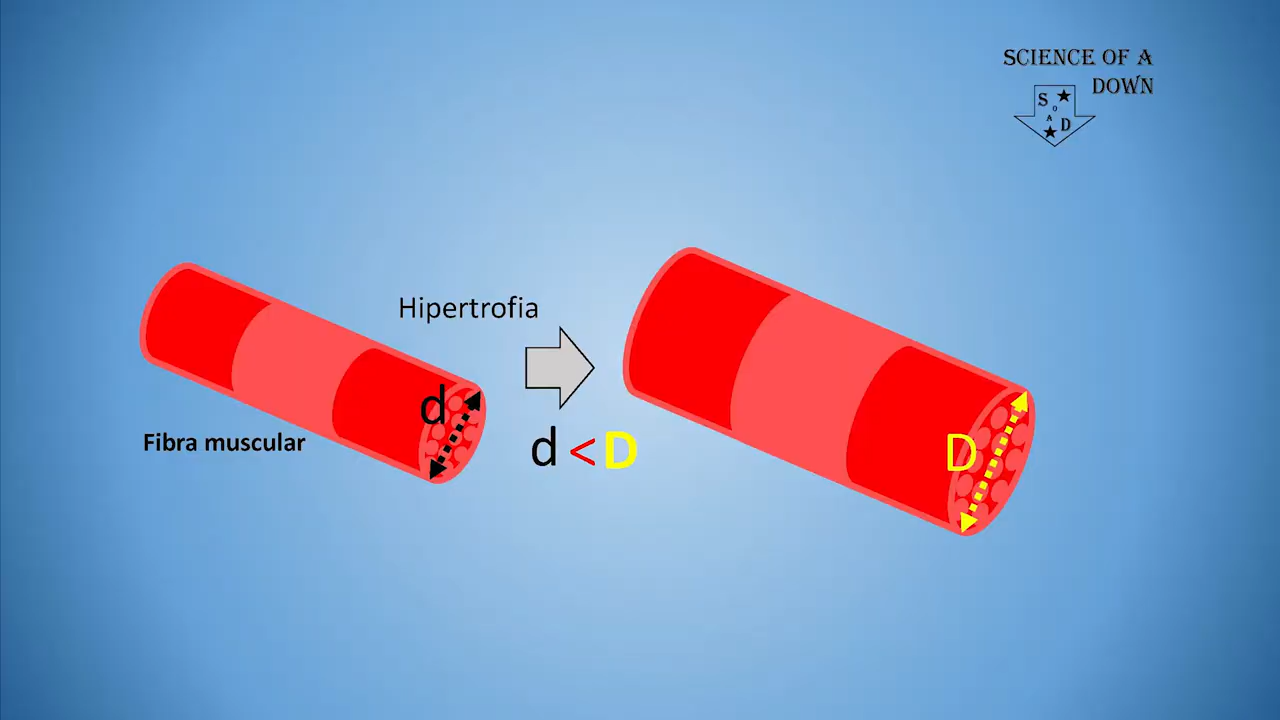 SCIENCE OF A
DOWN
S
O
A
D
Hipertrofia
d
Fibra muscular
d < D
D